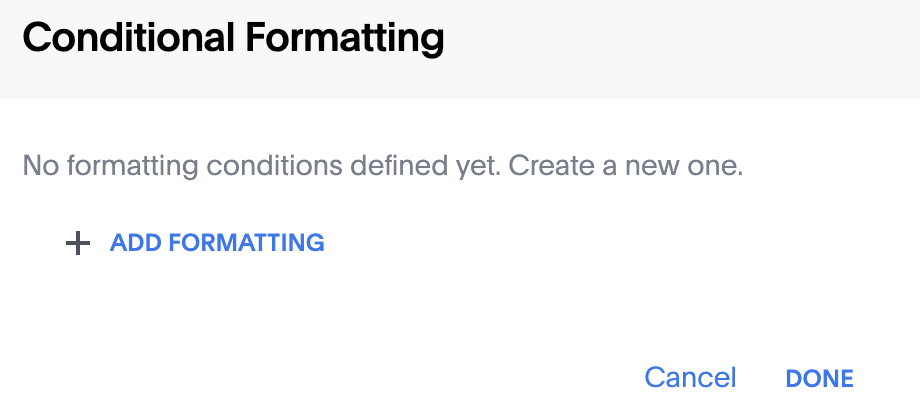 Conditional Formatting
No formatting conditions defined yet. Create a new one.
ADD FORMATTING
Cancel DONE